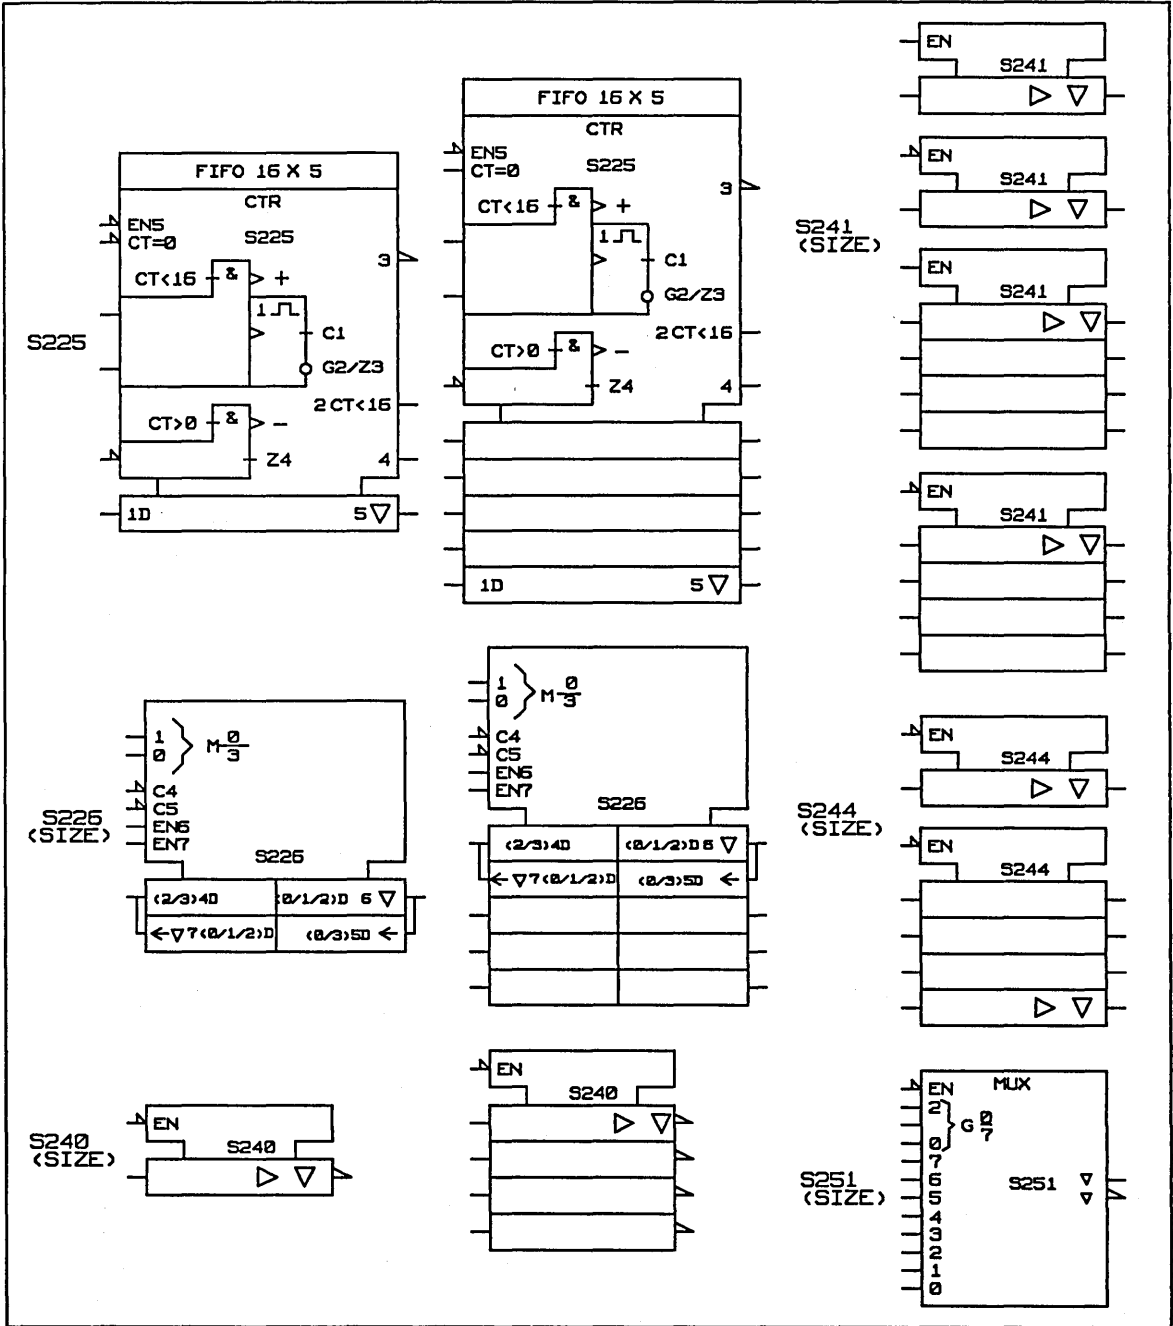 S225
FIFO 16 X 5
CTR
EN5
CT=0
S225
3
CT<16
&
+
1
C1
G2/Z3
2 CT<16
CT>0
&
-
Z4
4
1D
5
FIFO 16 X 5
CTR
EN5
CT=0
S225
3
CT<16
&
+
1
C1
G2/Z3
2 CT<16
CT>0
&
-
Z4
4
1D
5
S226
(SIZE)
1
0
M 0/3
C4
C5
EN6
EN7
S226
(2/3)4D
(0/1/2)D 6
7(0/1/2)D
(0/3)5D
1
0
M 0/3
C4
C5
EN6
EN7
S226
(2/3)4D
(0/1/2)D 6
7(0/1/2)D
(0/3)5D
S240
(SIZE)
EN
S240
EN
S240
S241
(SIZE)
EN
S241
EN
S241
EN
S241
EN
S241
S244
(SIZE)
EN
S244
EN
S244
S251
(SIZE)
MUX
EN
2
0
G 0/7
7
6
5
4
3
2
1
0
S251